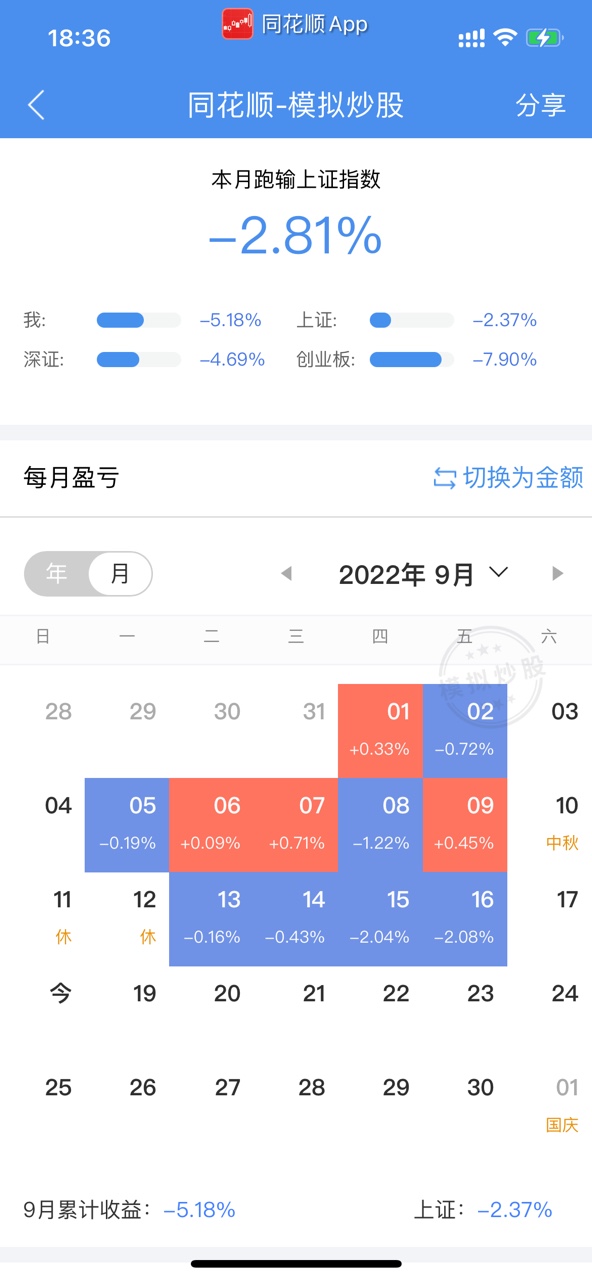 18:36
同花顺App
同花顺-模拟炒股
分享
本月跑输上证指数
-2.81%
我: -5.18% 上证: -2.37%
深证: -4.69% 创业板: -7.90%
每月盈亏
切换为金额
年 月
2022年 9月
日 一 二 三 四 五 六
模拟炒股
28 29 30 31 01 02 03
+0.33% -0.72%
04 05 06 07 08 09 10
-0.19% +0.09% +0.71% -1.22% +0.45% 中秋
11 12 13 14 15 16 17
休 休 -0.16% -0.43% -2.04% -2.08%
今 19 20 21 22 23 24
25 26 27 28 29 30 01
国庆
9月累计收益: -5.18% 上证: -2.37%